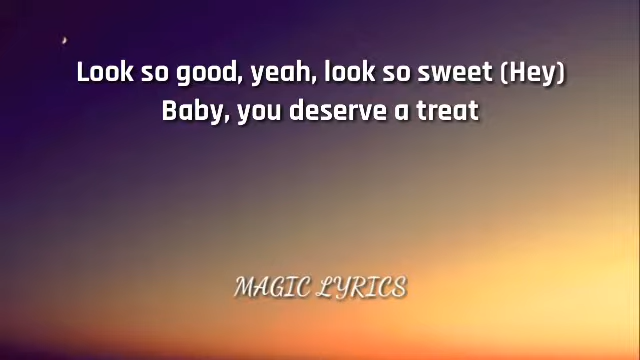 Look so good, yeah, look so sweet (Hey)
Baby, you deserve a treat
MAGIC LYRICS